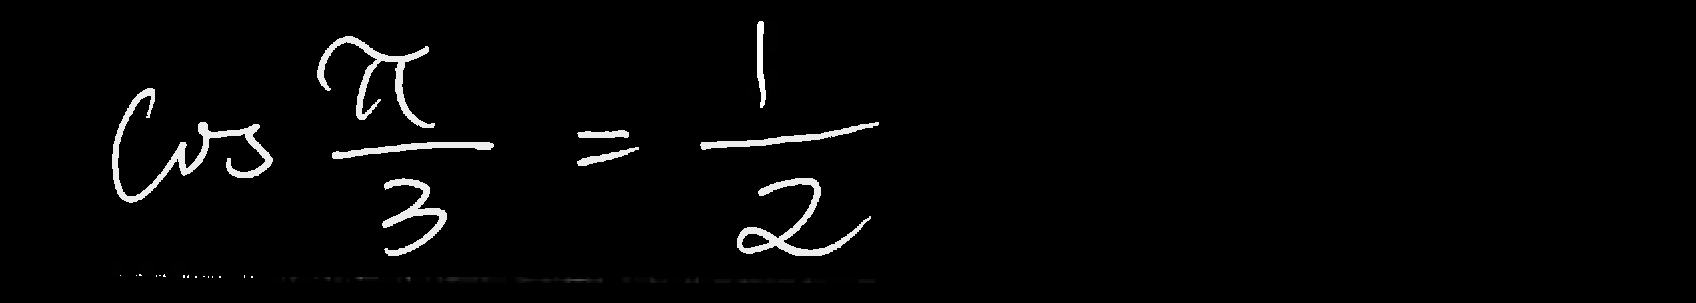 cos π/3 = 1/2